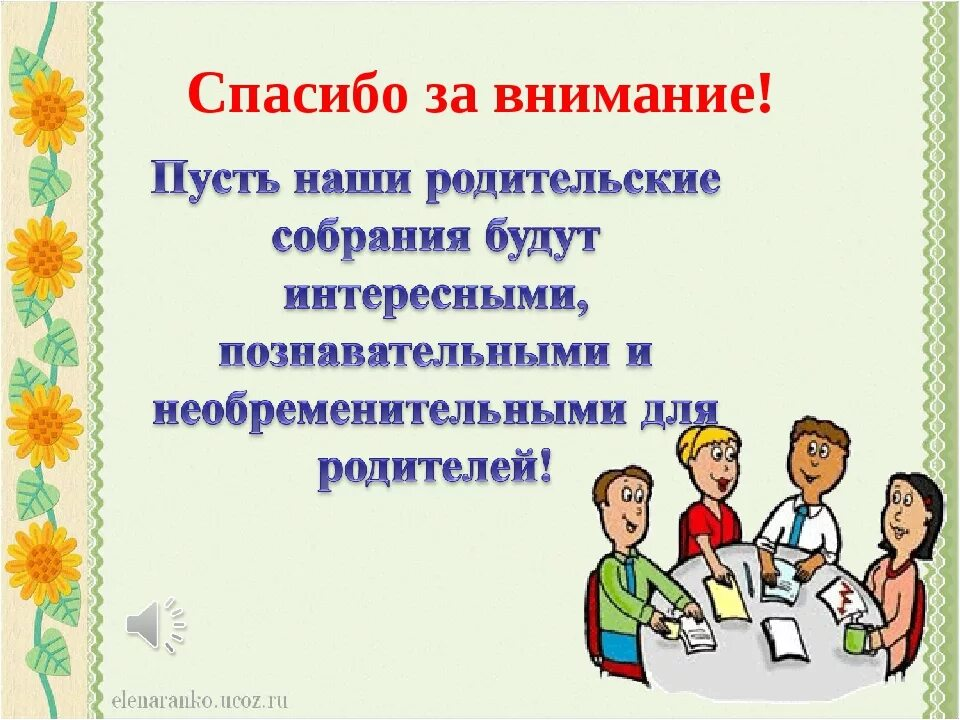 Спасибо за внимание!
Пусть наши родительские
собрания будут
интересными,
познавательными и
необременительными для
родителей!
elenaranko.ucoz.ru